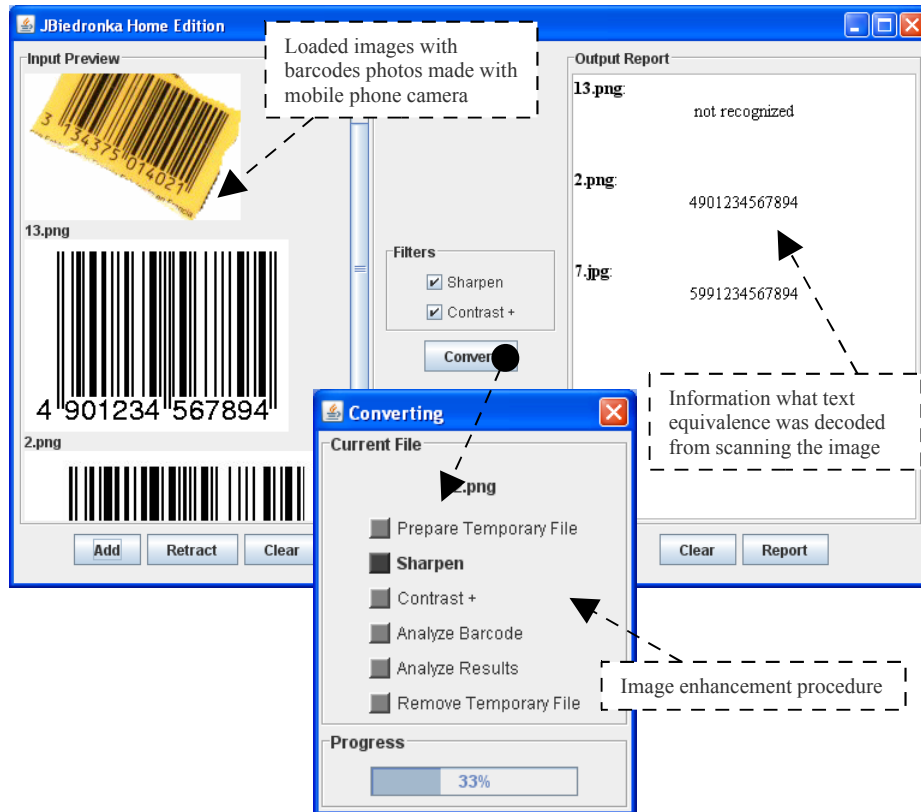 JBiedronka Home Edition
Input Preview
Loaded images with
barcodes photos made with
mobile phone camera
3 134375 014021
13.png
4 901234 567894
2.png
Add
Retract
Clear
Filters
Sharpen
Contrast +
Output Report
13.png:
not recognized
2.png:
4901234567894
7.jpg:
5991234567894
Information what text
equivalence was decoded
from scanning the image
Clear
Report
Converting
Current File
Prepare Temporary File
Sharpen
Contrast +
Analyze Barcode
Analyze Results
Remove Temporary File
Image enhancement procedure
Progress
33%